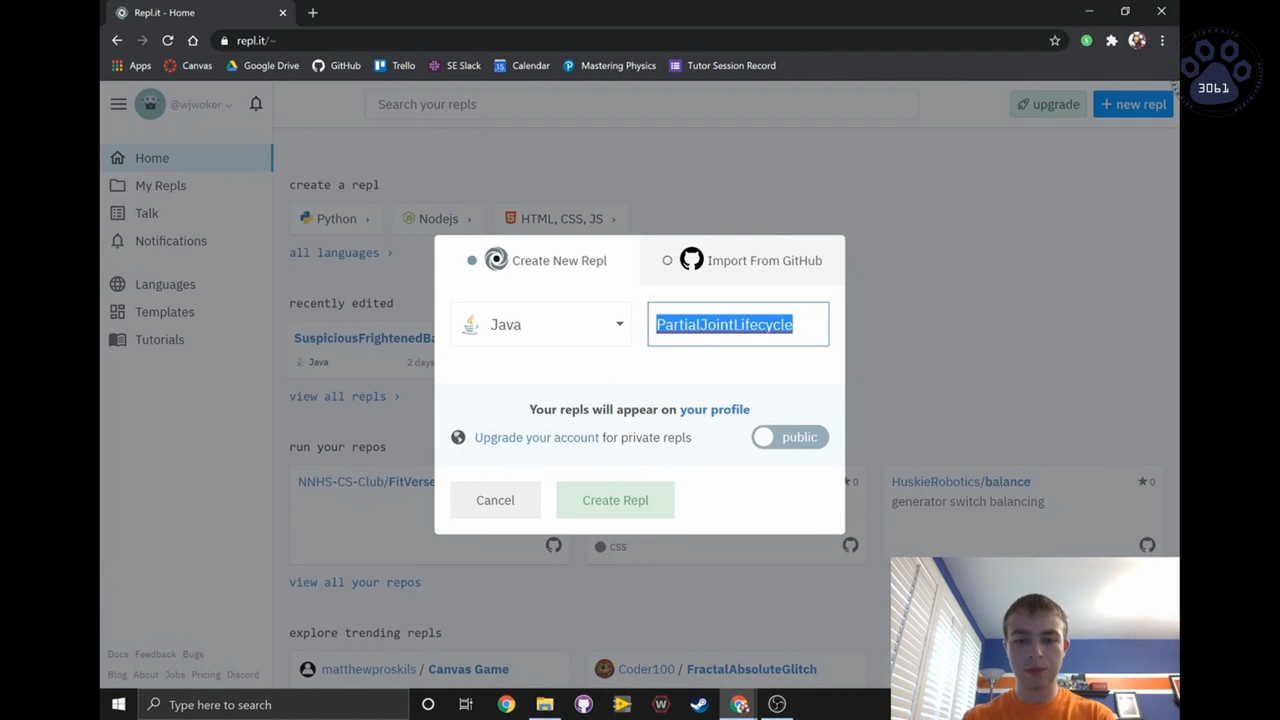 Repl.it - Home
repl.it/~
Apps
Canvas
Google Drive
GitHub
Trello
SE Slack
Calendar
Mastering Physics
Tutor Session Record
3061
@wjwoker
Search your repls
upgrade
+ new repl
Home
My Repls
Talk
Notifications
Languages
Templates
Tutorials
create a repl
Python
Nodejs
HTML, CSS, JS
all languages
recently edited
SuspiciousFrightenedBa
Java
2 days
view all repls
run your repos
NNHS-CS-Club/FitVerse
0
CSS
HuskieRobotics/balance
0
generator switch balancing
view all your repos
explore trending repls
matthewproskils / Canvas Game
Coder100 / FractalAbsoluteGlitch
Create New Repl
Import From GitHub
Java
PartialJointLifecycle
Your repls will appear on your profile
Upgrade your account for private repls
public
Cancel
Create Repl
Docs Feedback Bugs
Blog About Jobs Pricing Discord
Type here to search